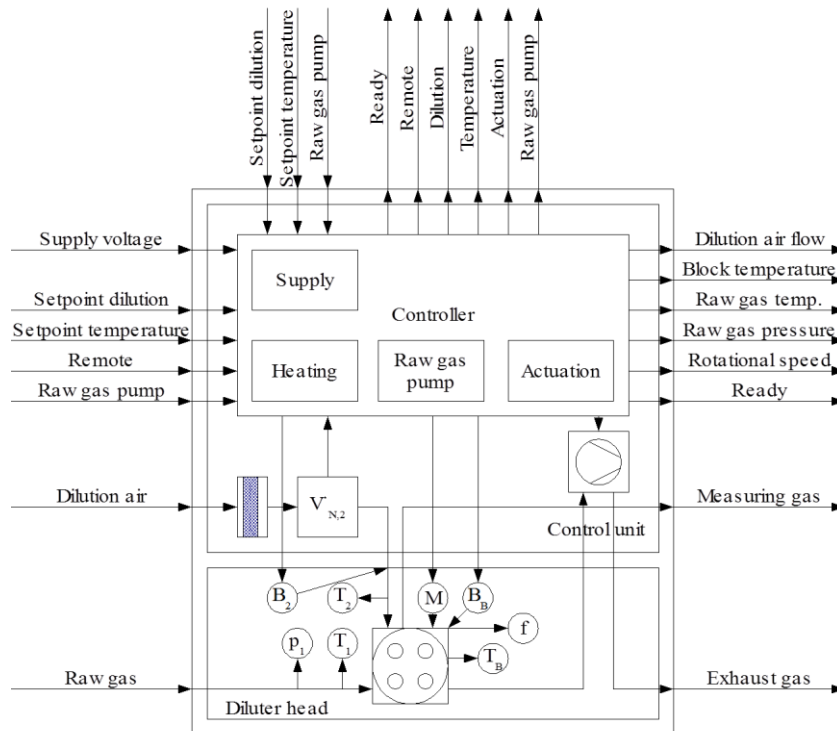 Setpoint dilution
Setpoint temperature
Raw gas pump
Ready
Remote
Dilution
Temperature
Actuation
Raw gas pump
Supply voltage
Setpoint dilution
Setpoint temperature
Remote
Raw gas pump
Dilution air
Raw gas
Supply
Controller
Heating
Raw gas
pump
Actuation
Dilution air flow
Block temperature
Raw gas temp.
Raw gas pressure
Rotational speed
Ready
V̇N,2
Control unit
Measuring gas
B2
T2
M
BB
f
p1
T1
TB
Diluter head
Exhaust gas